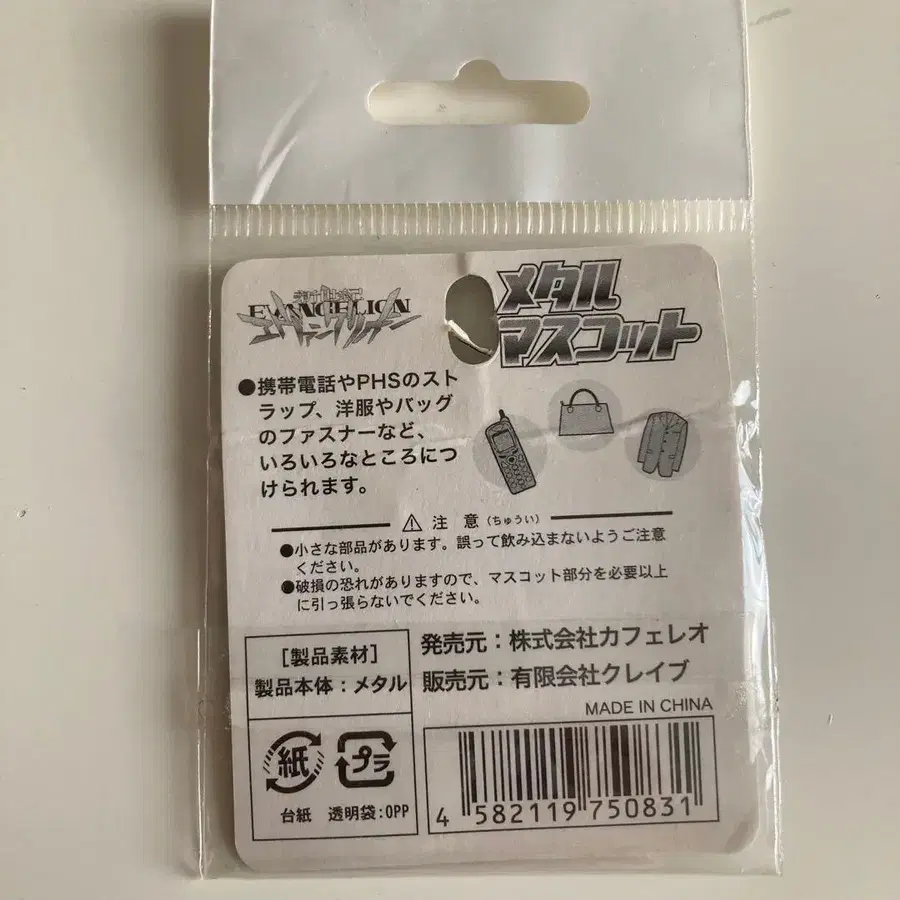 新世紀
EVANGELION
エヴァンゲリオン
メタル
マスコット
●携帯電話やPHSのスト
ラップ、洋服やバッグ
のファスナーなど、
いろいろなところにつ
けられます。
⚠ 注 意（ちゅうい）
●小さな部品があります。誤って飲み込まないようご注意
ください。
●破損の恐れがありますので、マスコット部分を必要以上
に引っ張らないでください。
［製品素材］
製品本体：メタル
紙
プラ
台紙 透明袋:OPP
発売元：株式会社カフェレオ
販売元：有限会社クレイブ
MADE IN CHINA
4 582119 750831